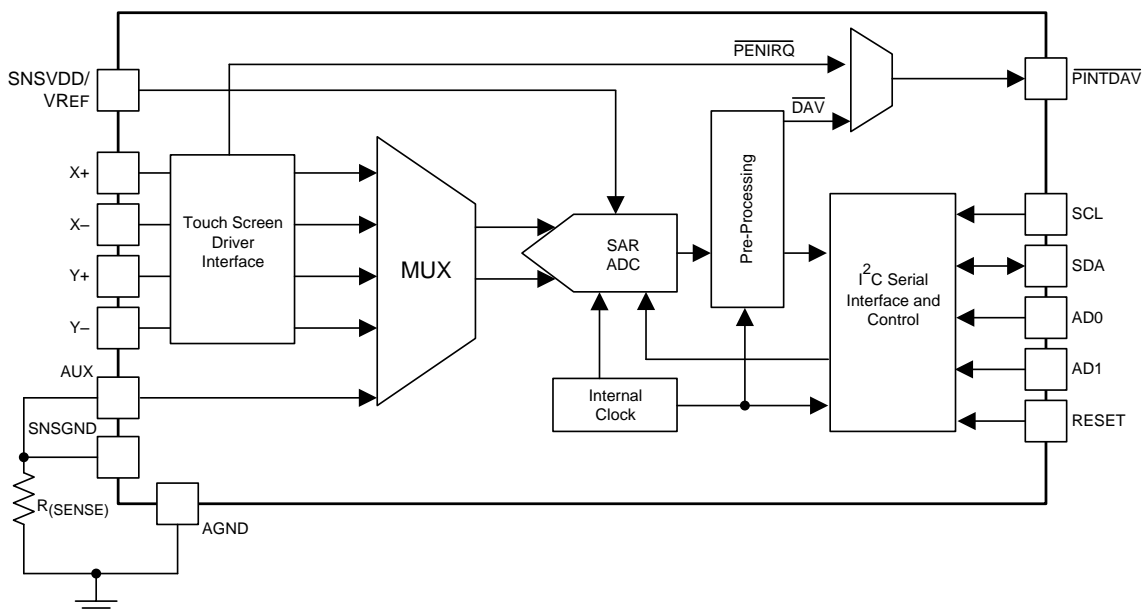 PENIRQ
SNSVDD/
VREF
PINTDAV
DAV
X+
X–
Y+
Y–
AUX
SNSGND
R(SENSE)
AGND
Touch Screen
Driver
Interface
MUX
SAR
ADC
Pre-Processing
Internal
Clock
I2C Serial
Interface and
Control
SCL
SDA
AD0
AD1
RESET